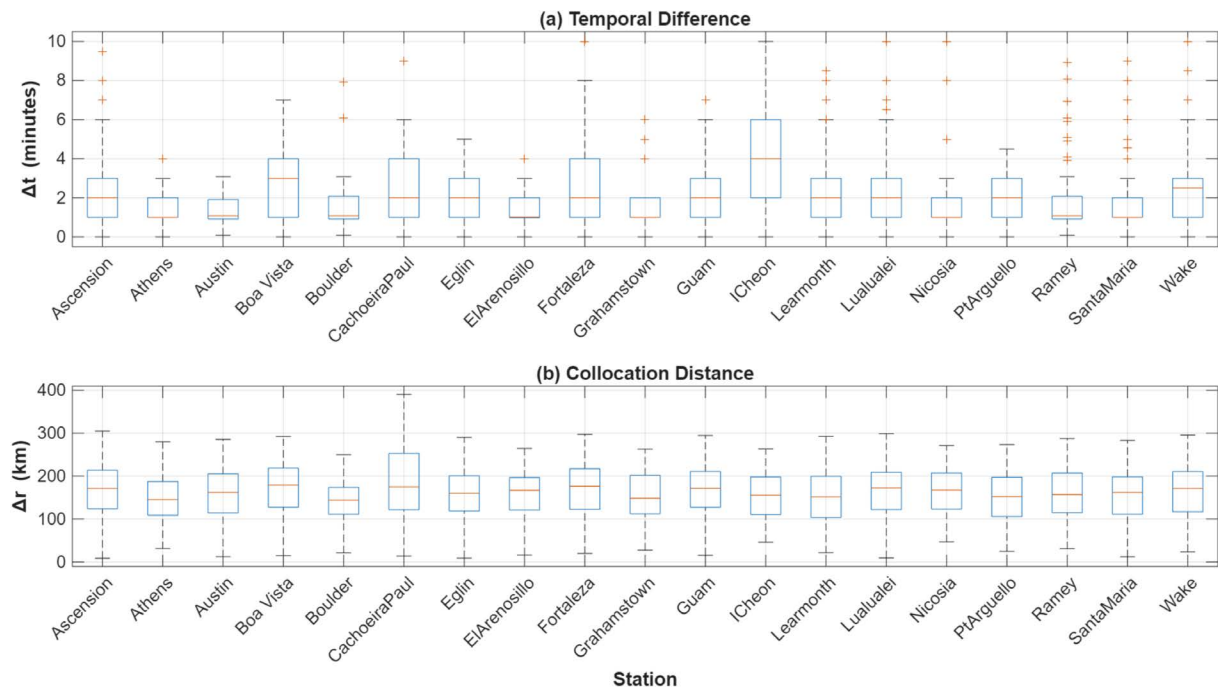 (a) Temporal Difference
Δt (minutes)
10
8
6
4
2
0
Ascension
Athens
Austin
Boa Vista
Boulder
CachoeiraPaul
Eglin
ElArenosillo
Fortaleza
Grahamstown
Guam
ICheon
Learmonth
Lualualei
Nicosia
PtArguello
Ramey
SantaMaria
Wake
(b) Collocation Distance
Δr (km)
400
300
200
100
0
Ascension
Athens
Austin
Boa Vista
Boulder
CachoeiraPaul
Eglin
ElArenosillo
Fortaleza
Grahamstown
Guam
ICheon
Learmonth
Lualualei
Nicosia
PtArguello
Ramey
SantaMaria
Wake
Station